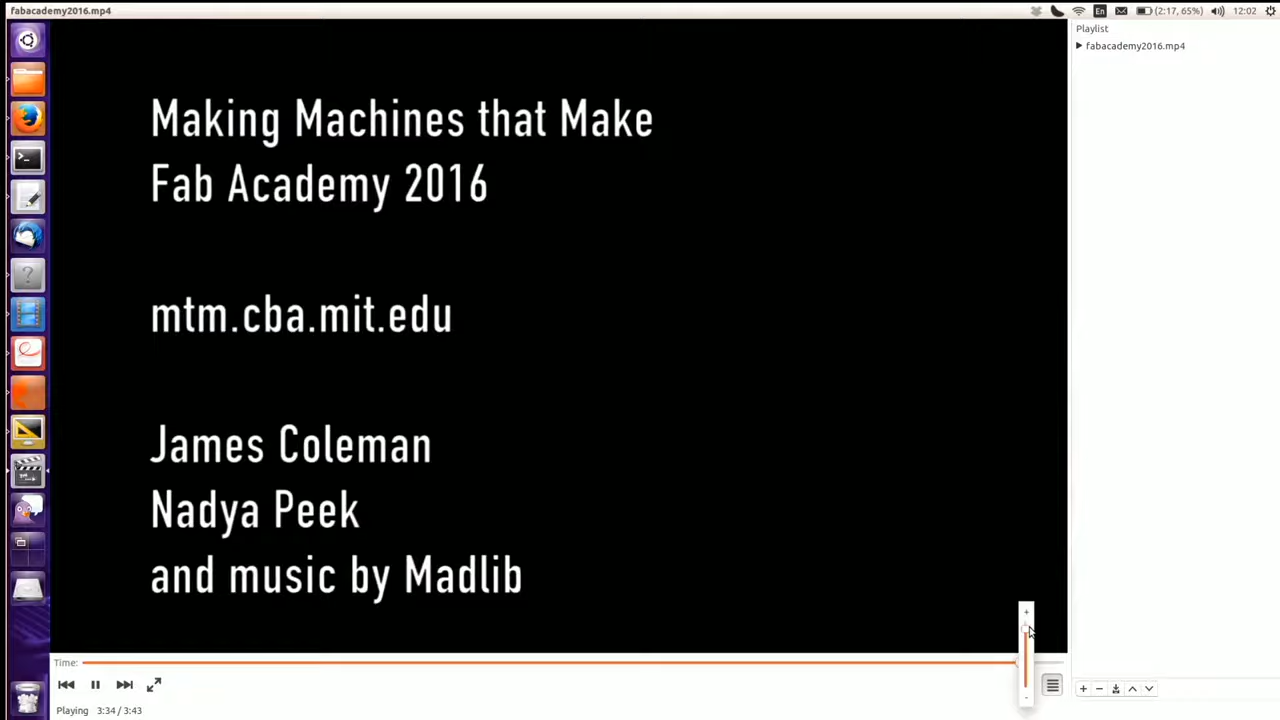 fabacademy2016.mp4
En
(2:17, 65%)
12:02
Playlist
fabacademy2016.mp4
Making Machines that Make
Fab Academy 2016
mtm.cba.mit.edu
James Coleman
Nadya Peek
and music by Madlib
Time:
Playing 3:34 / 3:43